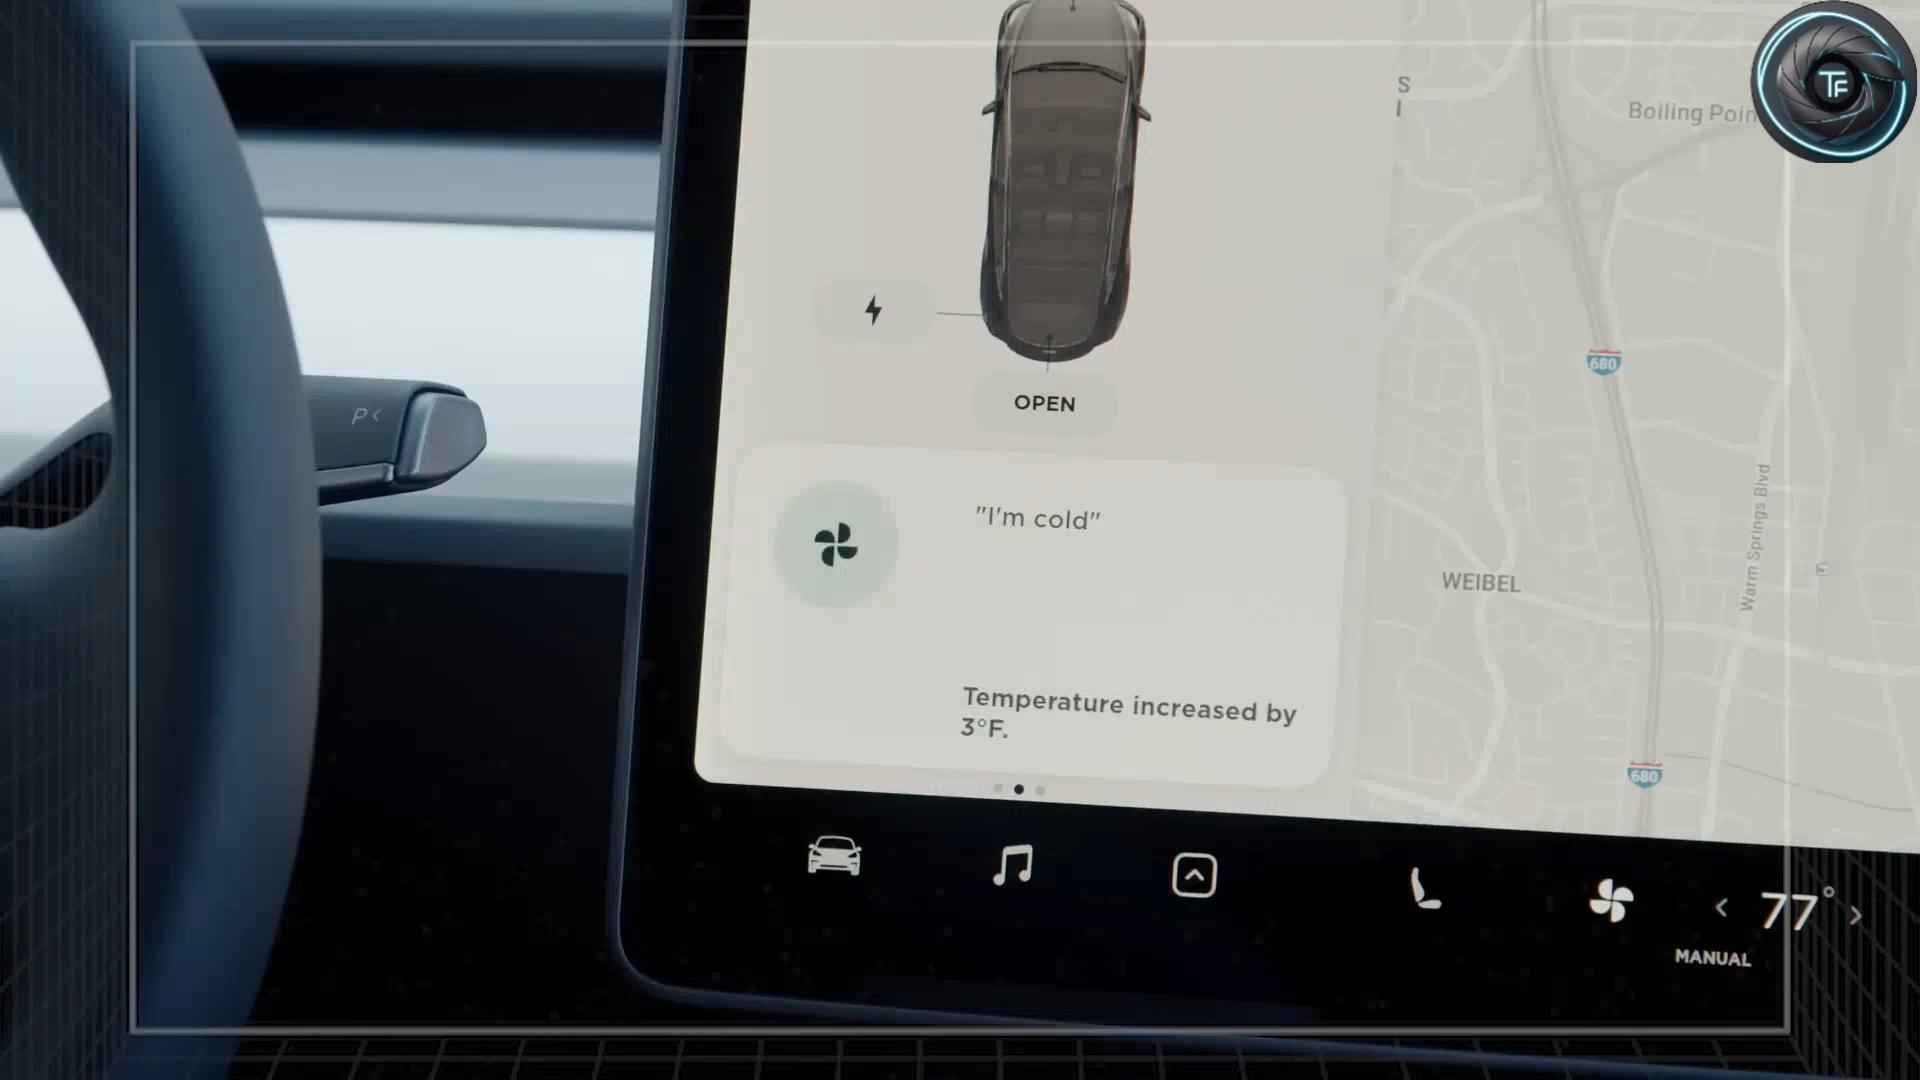 TF
S
Boiling Poin
P<
OPEN
680
"I'm cold"
WEIBEL
Warm Springs Blvd
Temperature increased by
3°F.
680
< 77° >
MANUAL